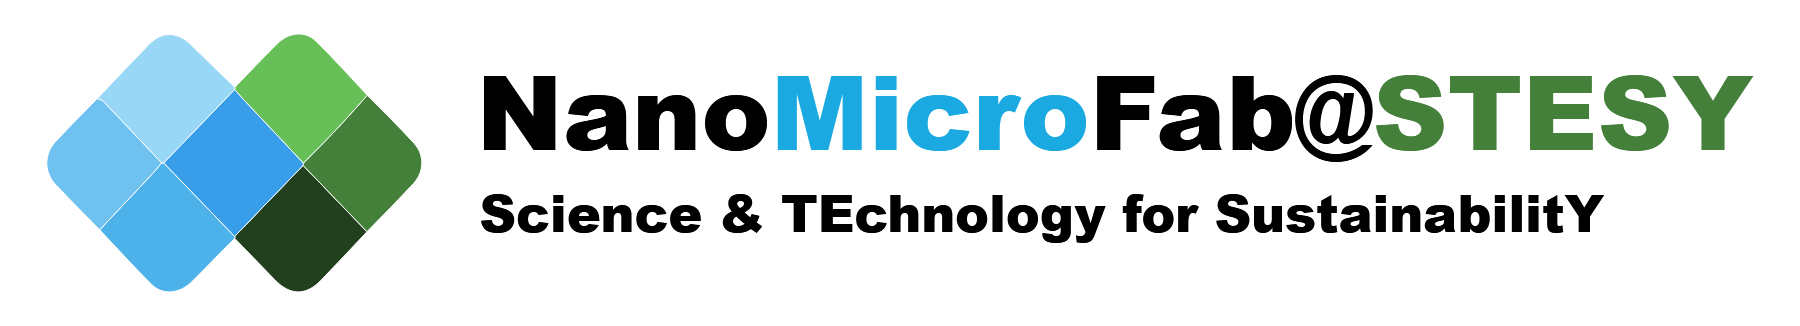 NanoMicroFab@STESY
Science & TEchnology for SustainabilitY